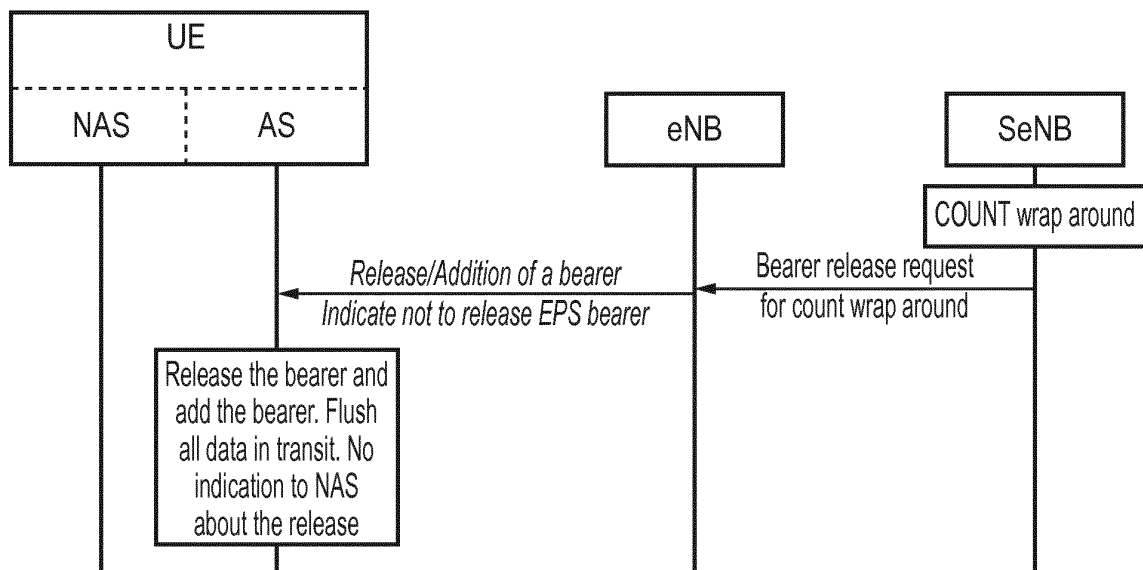 UE
NAS
AS
eNB
SeNB
COUNT wrap around
Release/Addition of a bearer
Indicate not to release EPS bearer
Bearer release request
for count wrap around
Release the bearer and
add the bearer. Flush
all data in transit. No
indication to NAS
about the release